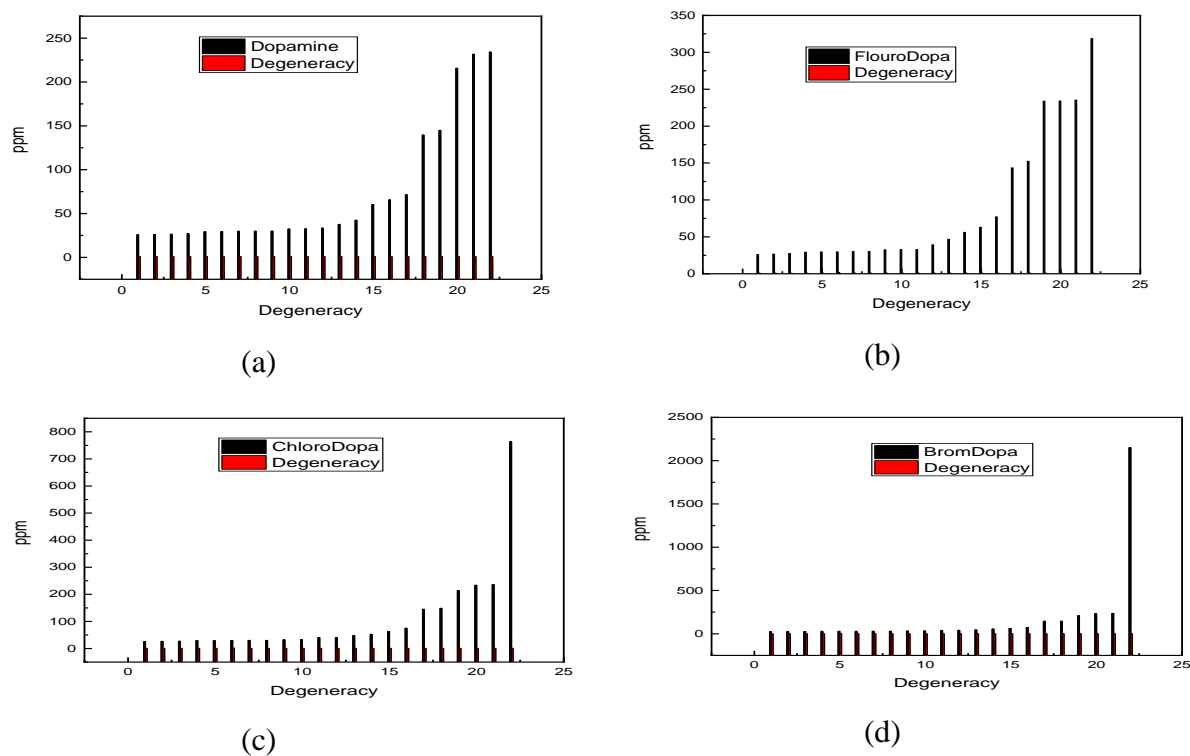 250
200
150
100
50
0
ppm
Dopamine
Degeneracy
0 5 10 15 20 25
Degeneracy
(a)
350
300
250
200
150
100
50
0
ppm
FlouroDopa
Degeneracy
0 5 10 15 20 25
Degeneracy
(b)
800
700
600
500
400
300
200
100
0
ppm
ChloroDopa
Degeneracy
0 5 10 15 20 25
Degeneracy
(c)
2500
2000
1500
1000
500
0
ppm
BromDopa
Degeneracy
0 5 10 15 20 25
Degeneracy
(d)